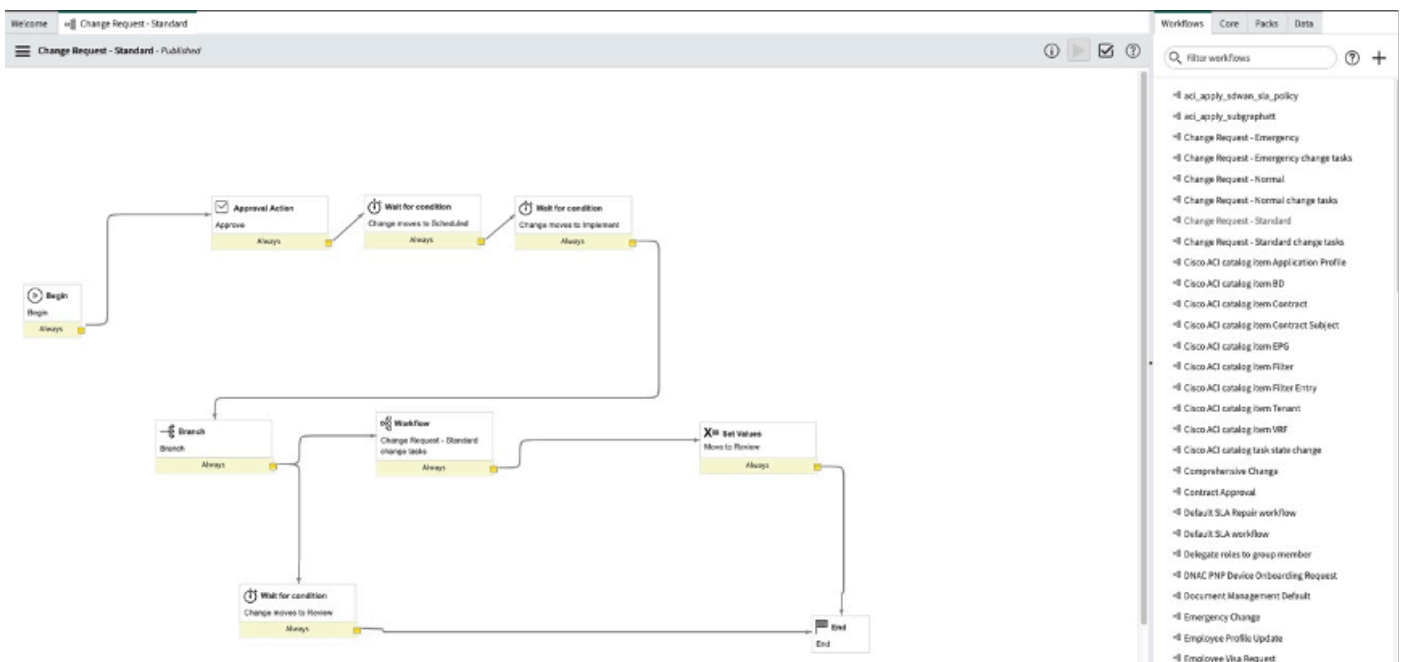 Welcome
Change Request - Standard
Workflows
Core
Packs
Data
Change Request - Standard - Published
Filter workflows
aci_apply_sdwan_sla_policy
aci_apply_subgraphatt
Change Request - Emergency
Change Request - Emergency change tasks
Change Request - Normal
Change Request - Normal change tasks
Change Request - Standard
Change Request - Standard change tasks
Cisco ACI catalog item Application Profile
Cisco ACI catalog item BD
Cisco ACI catalog item Contract
Cisco ACI catalog item Contract Subject
Cisco ACI catalog item EPG
Cisco ACI catalog item Filter
Cisco ACI catalog item Filter Entry
Cisco ACI catalog item Tenant
Cisco ACI catalog item VRF
Cisco ACI catalog task state change
Comprehensive Change
Contract Approval
Default SLA Repair workflow
Default SLA workflow
Delegate roles to group member
DNAC PNP Device Onboarding Request
Document Management Default
Emergency Change
Employee Profile Update
Employee Visa Request
Approval Action
Approve
Always
Wait for condition
Change moves to Scheduled
Always
Wait for condition
Change moves to Implement
Always
Begin
Begin
Always
Branch
Branch
Always
Workflow
Change Request - Standard
change tasks
Always
Set Values
Move to Review
Always
Wait for condition
Change moves to Review
Always
End
End